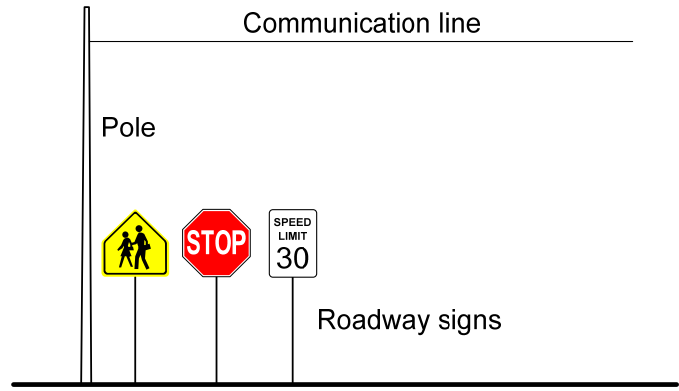 Communication line
Pole
STOP
SPEED
LIMIT
30
Roadway signs